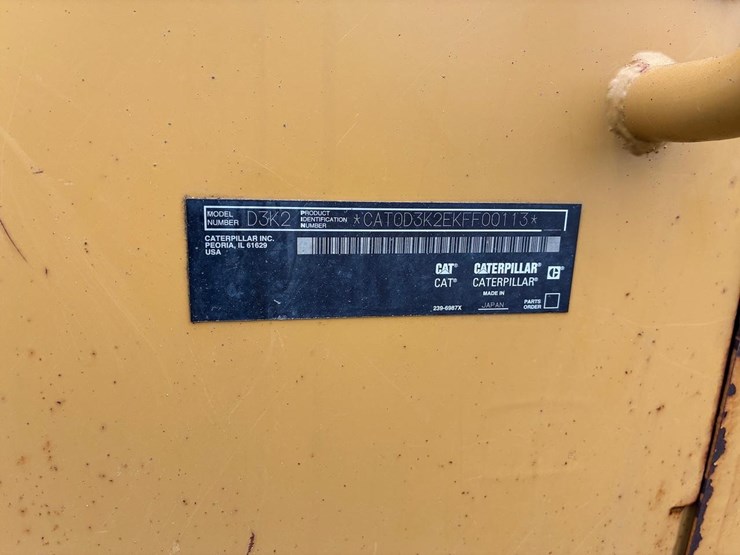 MODEL NUMBER D3K2 PRODUCT IDENTIFICATION NUMBER *CAT0D3K2EKFF00113*
CATERPILLAR INC.
PEORIA, IL 61629
USA
CAT® CATERPILLAR® C®
CAT® CATERPILLAR®
MADE IN
239-6987X JAPAN PARTS ORDER